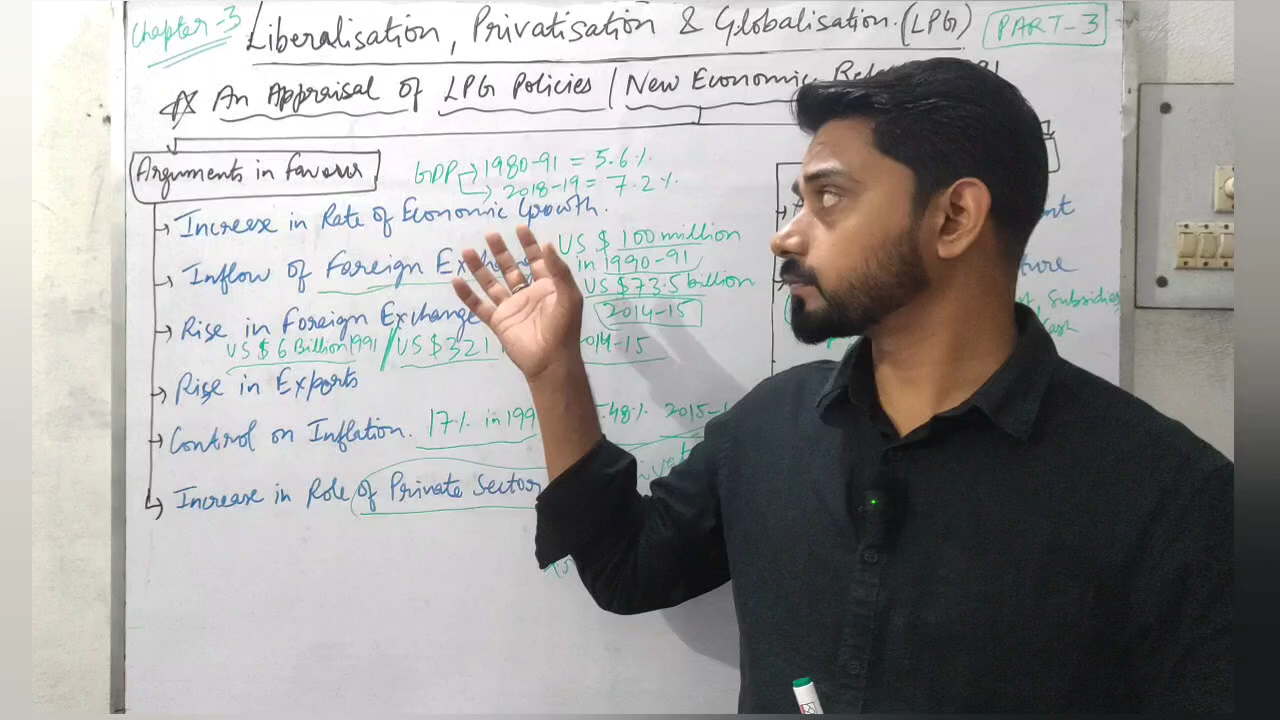 Chapter-3 Liberalisation, Privatisation & Globalisation. (LPG) PART-3
An Appraisal of LPG Policies / New Economic
Arguments in favour
GDP → 1980-91 = 5.6%
→ 2018-19 = 7.2%
→ Increase in Rate of Economic Growth.
→ Inflow of Foreign
US $ 100 million
in 1990-91
US $ 73.5 billion
2014-15
→ Rise in Foreign Exchange
US $ 6 Billion 1991 / US $ 321 2014-15
→ Rise in Exports
→ Control on Inflation. 17% in 199 .48% 2015-
→ Increase in Role of Private Sector
Subsidies